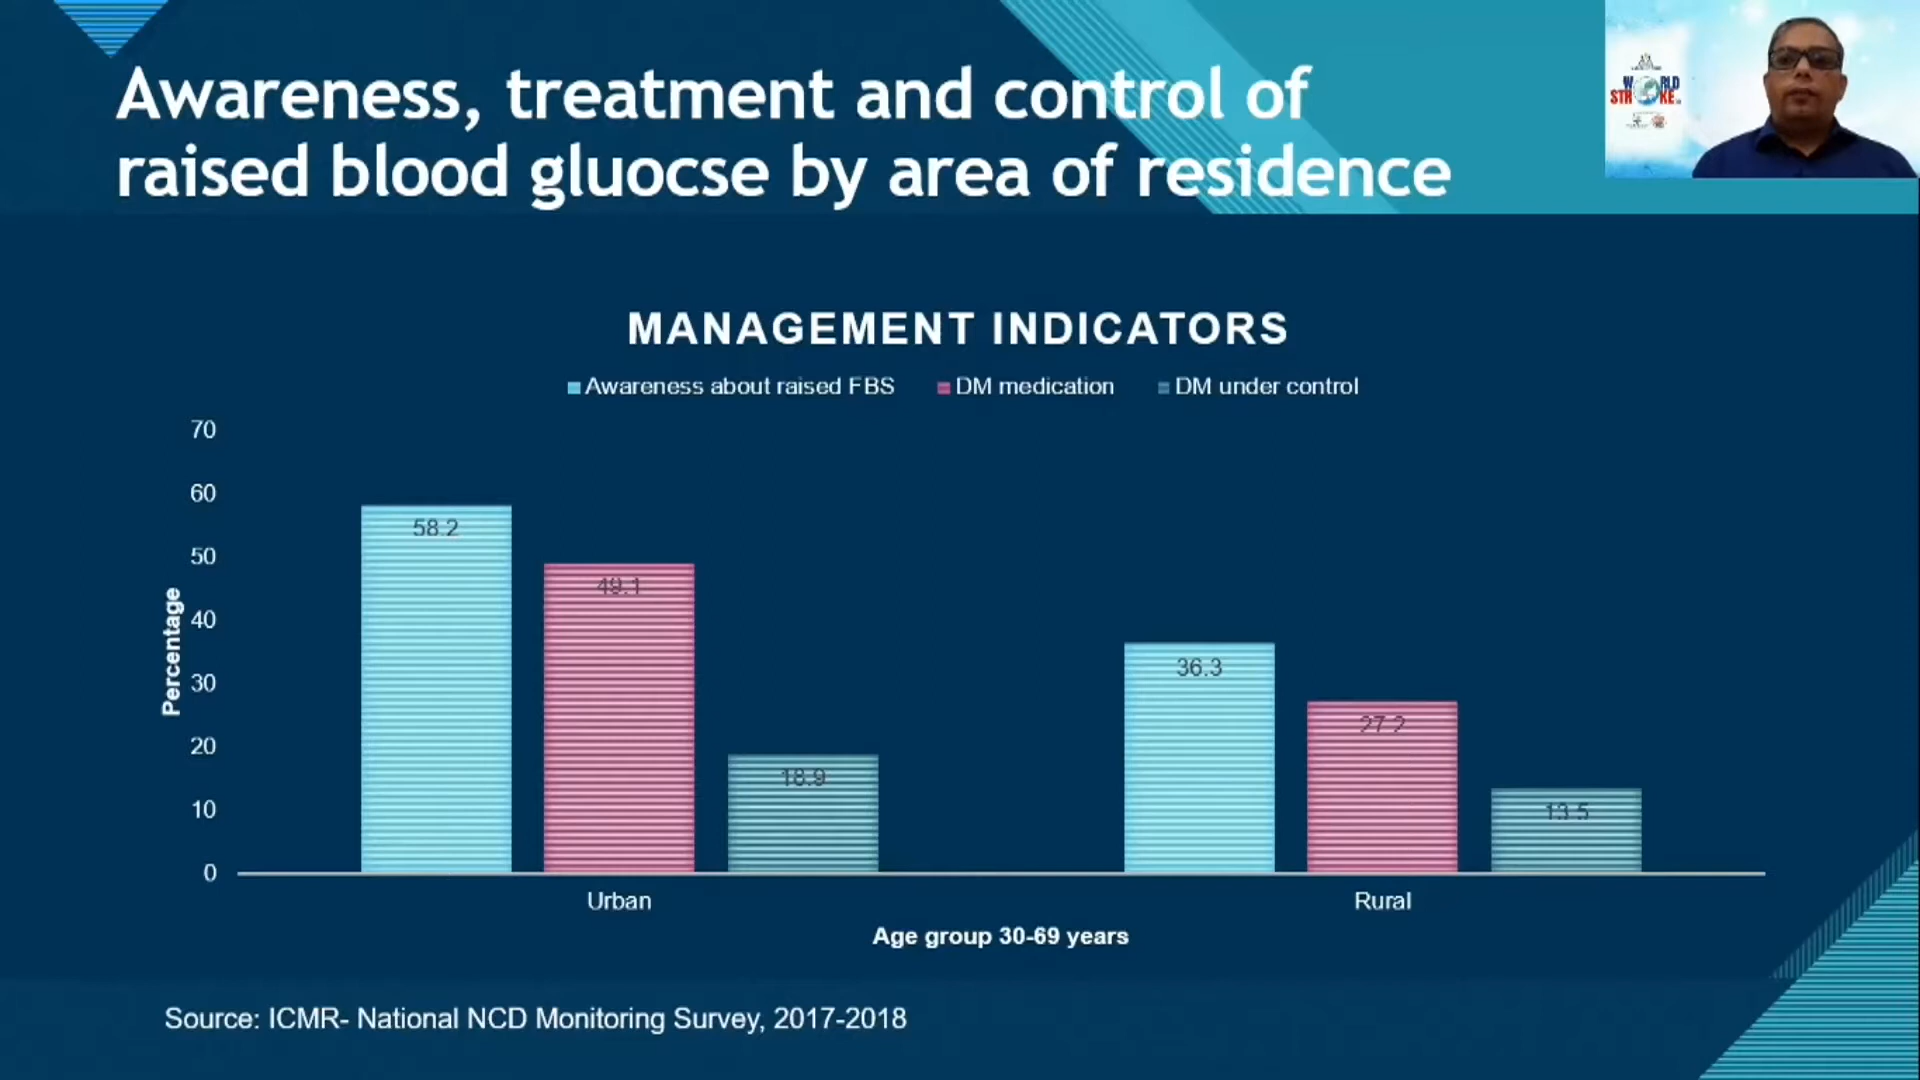 Awareness, treatment and control of
raised blood gluocse by area of residence
WORLD
STROKE
MANAGEMENT INDICATORS
Awareness about raised FBS DM medication DM under control
70
60
50
40
30
20
10
0
Percentage
58.2
49.1
18.9
36.3
27.2
13.5
Urban Rural
Age group 30-69 years
Source: ICMR- National NCD Monitoring Survey, 2017-2018